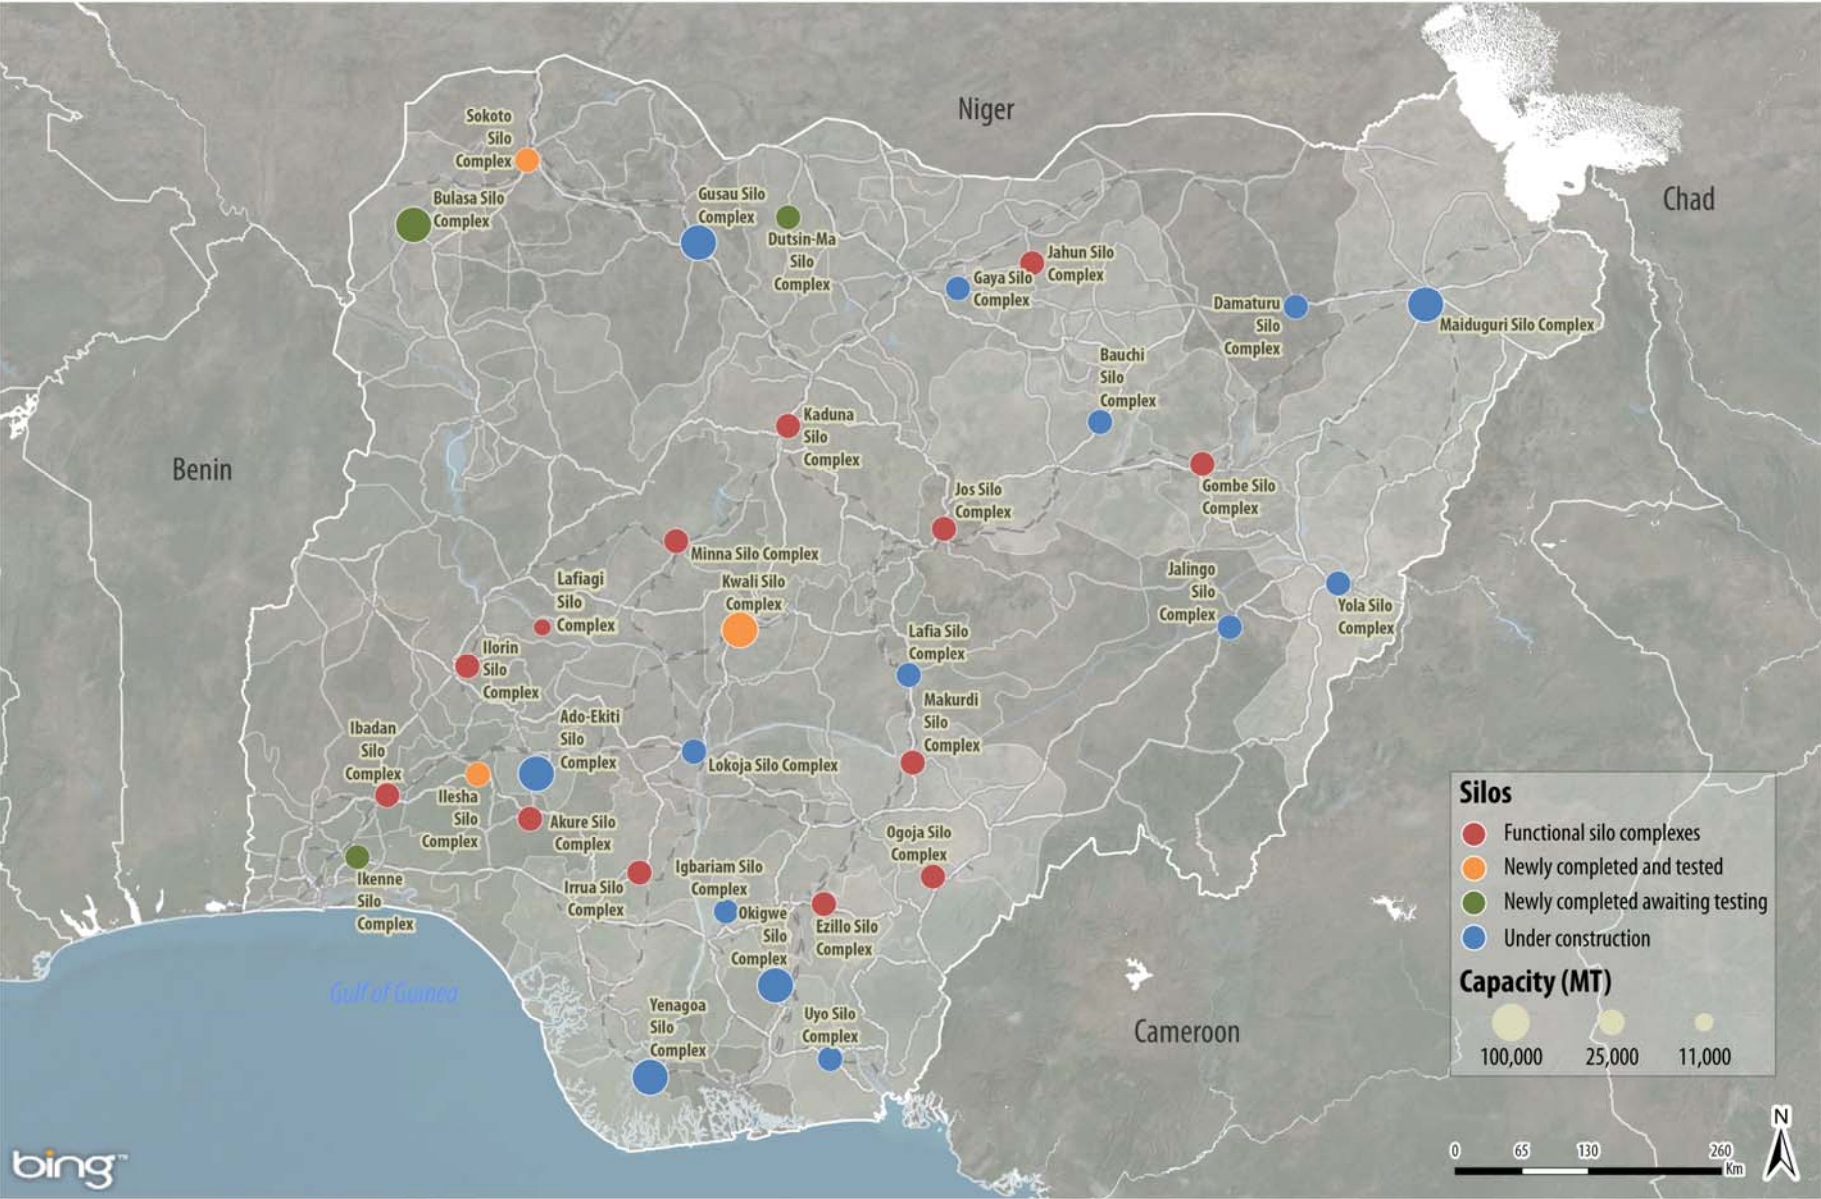 Niger
Chad
Benin
Cameroon
Gulf of Guinea
Sokoto
Silo
Complex
Bulasa Silo
Complex
Gusau Silo
Complex
Dutsin-Ma
Silo
Complex
Jahun Silo
Complex
Gaya Silo
Complex
Damaturu
Silo
Complex
Maiduguri Silo Complex
Bauchi
Silo
Complex
Kaduna
Silo
Complex
Gombe Silo
Complex
Jos Silo
Complex
Minna Silo Complex
Lafiagi
Silo
Complex
Kwali Silo
Complex
Jalingo
Silo
Complex
Yola Silo
Complex
Lafia Silo
Complex
Ilorin
Silo
Complex
Makurdi
Silo
Complex
Ado-Ekiti
Silo
Complex
Ibadan
Silo
Complex
Lokoja Silo Complex
Ilesha
Silo
Complex
Akure Silo
Complex
Ogoja Silo
Complex
Ikenne
Silo
Complex
Irrua Silo
Complex
Igbariam Silo
Complex
Okigwe
Silo
Complex
Ezillo Silo
Complex
Yenagoa
Silo
Complex
Uyo Silo
Complex
Silos
Functional silo complexes
Newly completed and tested
Newly completed awaiting testing
Under construction
Capacity (MT)
100,000 25,000 11,000
N
0 65 130 260
Km
bing™